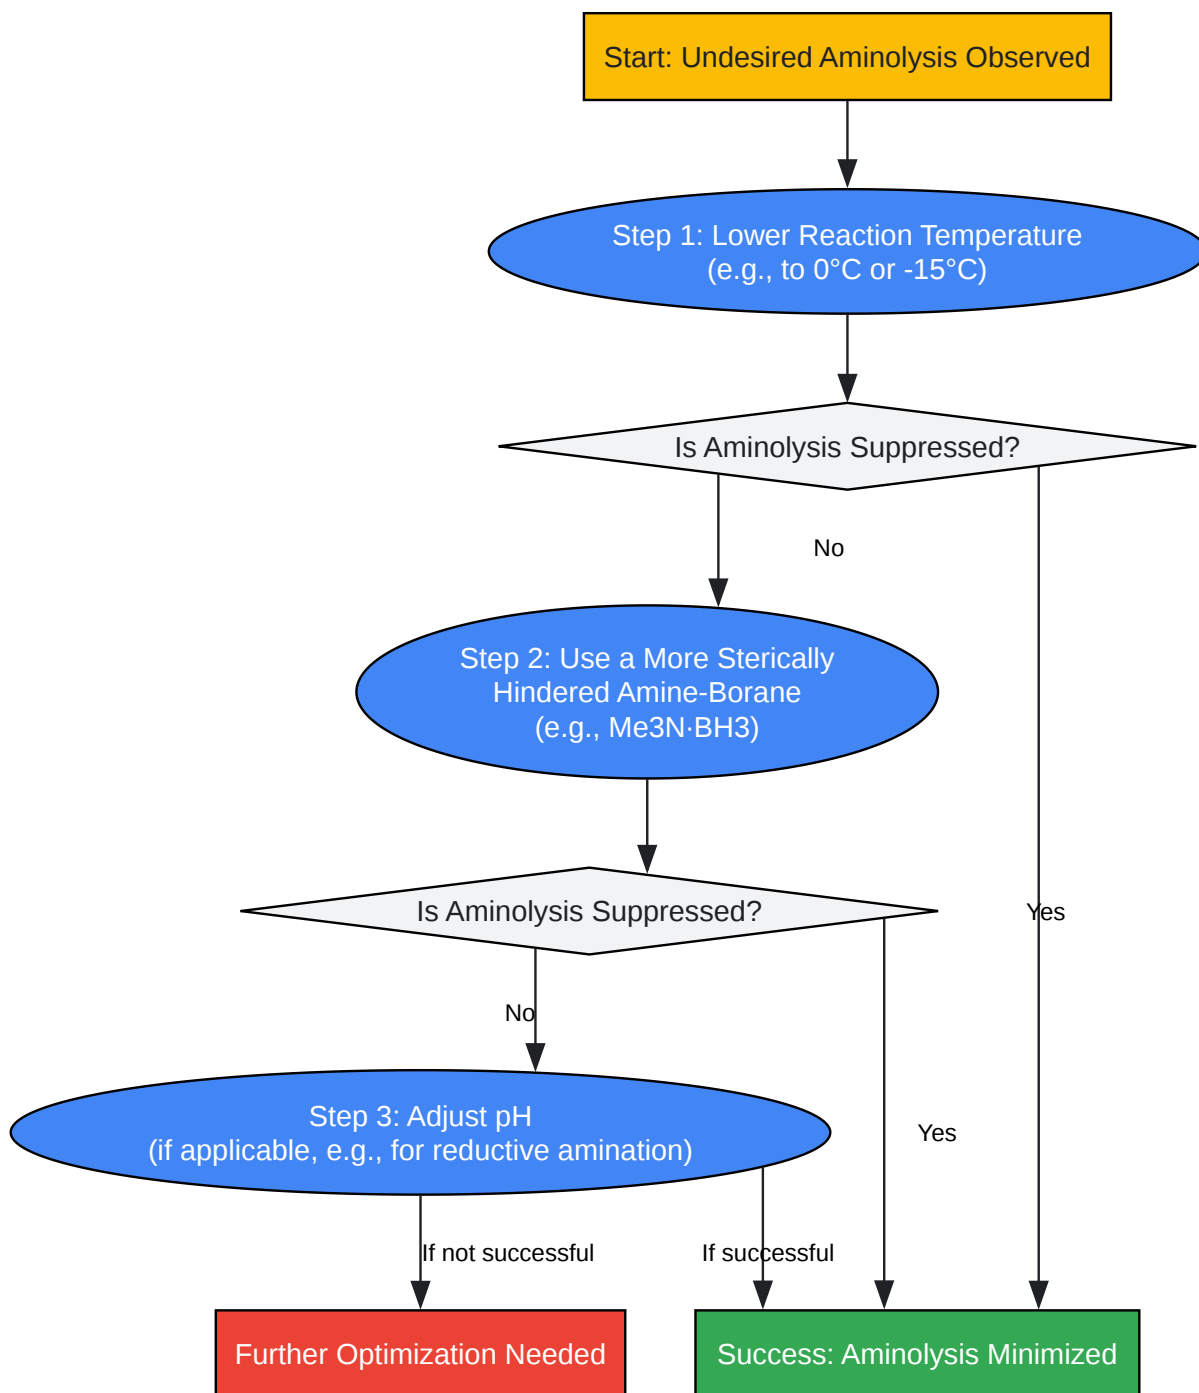 Start: Undesired Aminolysis Observed
Step 1: Lower Reaction Temperature
(e.g., to 0°C or -15°C)
Is Aminolysis Suppressed?
No
Step 2: Use a More Sterically
Hindered Amine-Borane
(e.g., Me3N·BH3)
Is Aminolysis Suppressed?
Yes
No
Step 3: Adjust pH
(if applicable, e.g., for reductive amination)
Yes
If not successful
If successful
Further Optimization Needed
Success: Aminolysis Minimized